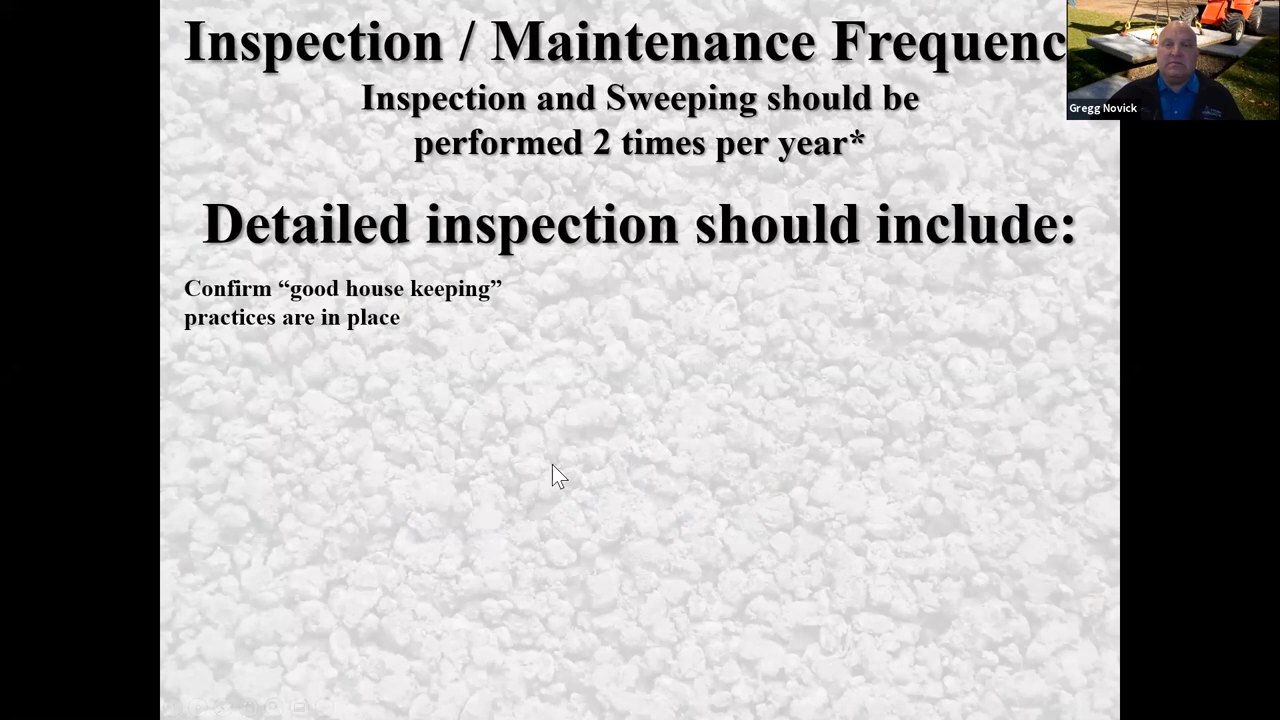 Inspection / Maintenance Frequenc
Inspection and Sweeping should be
performed 2 times per year*
Detailed inspection should include:
Confirm “good house keeping”
practices are in place
Gregg Novick